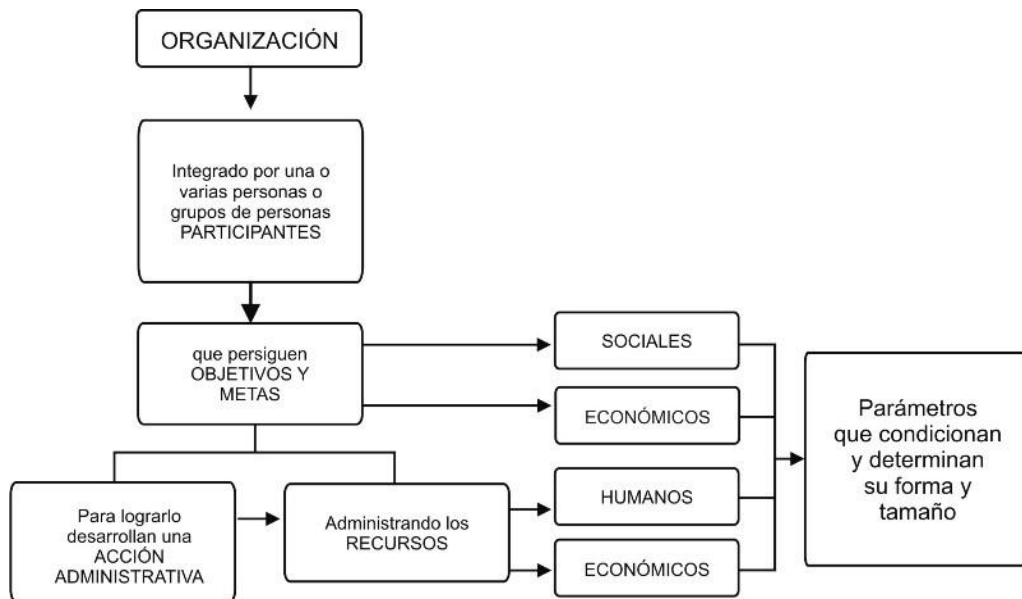 ORGANIZACIÓN
Integrado por una o
varias personas o
grupos de personas
PARTICIPANTES
que persiguen
OBJETIVOS Y
METAS
SOCIALES
ECONÓMICOS
Para lograrlo
desarrollan una
ACCIÓN
ADMINISTRATIVA
Administrando los
RECURSOS
HUMANOS
ECONÓMICOS
Parámetros
que condicionan
y determinan
su forma y
tamaño